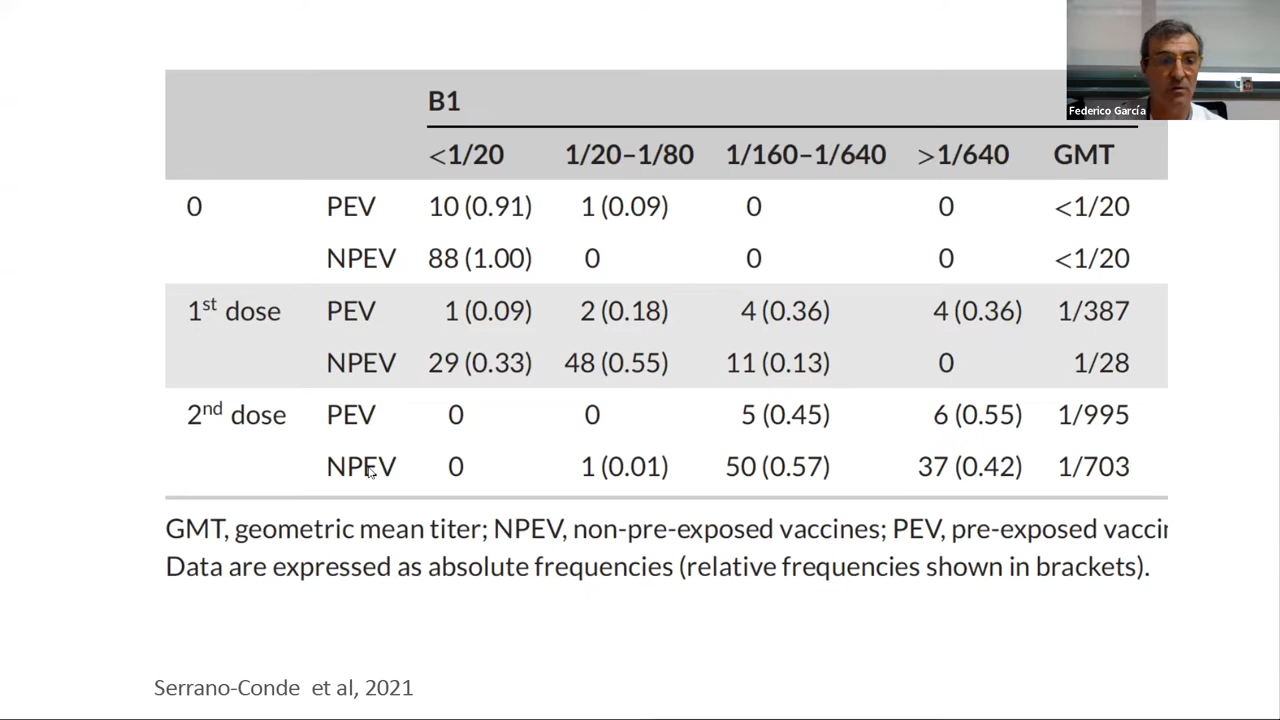 Federico García
B1
<1/20 1/20–1/80 1/160–1/640 >1/640 GMT
0 PEV 10 (0.91) 1 (0.09) 0 0 <1/20
NPEV 88 (1.00) 0 0 0 <1/20
1st dose PEV 1 (0.09) 2 (0.18) 4 (0.36) 4 (0.36) 1/387
NPEV 29 (0.33) 48 (0.55) 11 (0.13) 0 1/28
2nd dose PEV 0 0 5 (0.45) 6 (0.55) 1/995
NPEV 0 1 (0.01) 50 (0.57) 37 (0.42) 1/703
GMT, geometric mean titer; NPEV, non-pre-exposed vaccines; PEV, pre-exposed
Data are expressed as absolute frequencies (relative frequencies shown in brackets).
Serrano-Conde et al, 2021